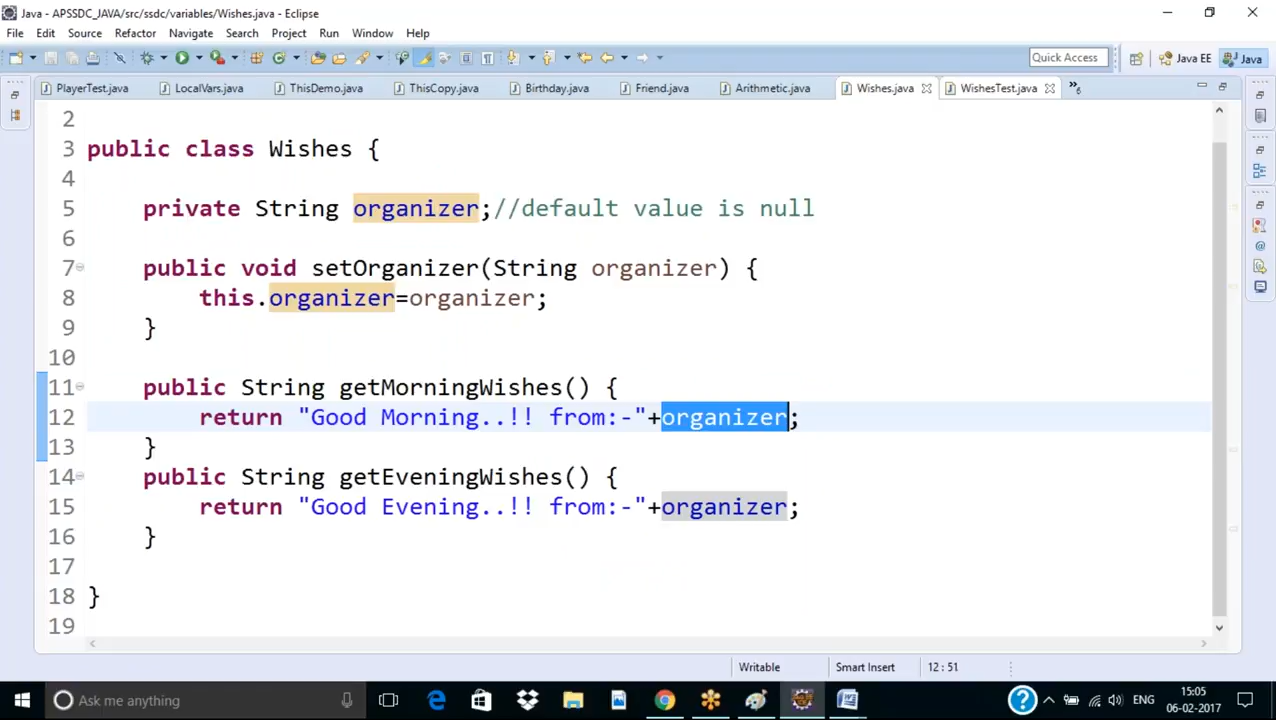 Java - APSSDC_JAVA/src/ssdc/variables/Wishes.java - Eclipse
File Edit Source Refactor Navigate Search Project Run Window Help
Quick Access Java EE Java
PlayerTest.java LocalVars.java ThisDemo.java ThisCopy.java Birthday.java Friend.java Arithmetic.java Wishes.java WishesTest.java »6
2
3 public class Wishes {
4
5 private String organizer;//default value is null
6
7 public void setOrganizer(String organizer) {
8 this.organizer=organizer;
9 }
10
11 public String getMorningWishes() {
12 return "Good Morning..!! from:-"+organizer;
13 }
14 public String getEveningWishes() {
15 return "Good Evening..!! from:-"+organizer;
16 }
17
18 }
19
Writable Smart Insert 12:51
Ask me anything ENG 15:05
06-02-2017